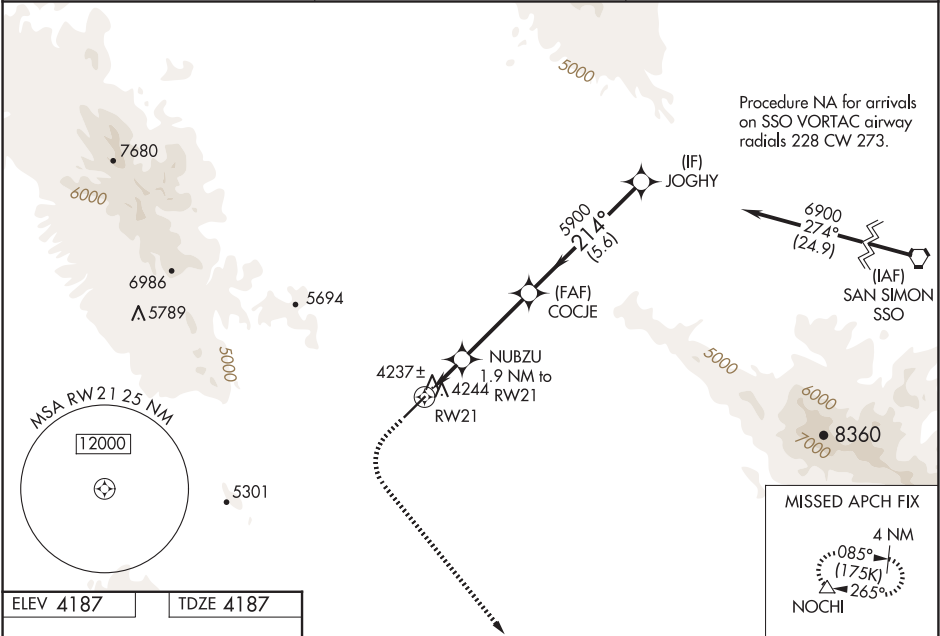 5000
Procedure NA for arrivals
on SSO VORTAC airway
radials 228 CW 273.
7680
6000
(IF)
JOGHY
5900
214°
(5.6)
6900
274°
(24.9)
(IAF)
SAN SIMON
SSO
6986
5789
5694
(FAF)
COCJE
5000
5000
NUBZU
1.9 NM to
RW21
4237±
4244
RW21
6000
7000
8360
MSA RW21 25 NM
12000
5301
MISSED APCH FIX
4 NM
085°
(175K)
265°
NOCHI
ELEV 4187
TDZE 4187